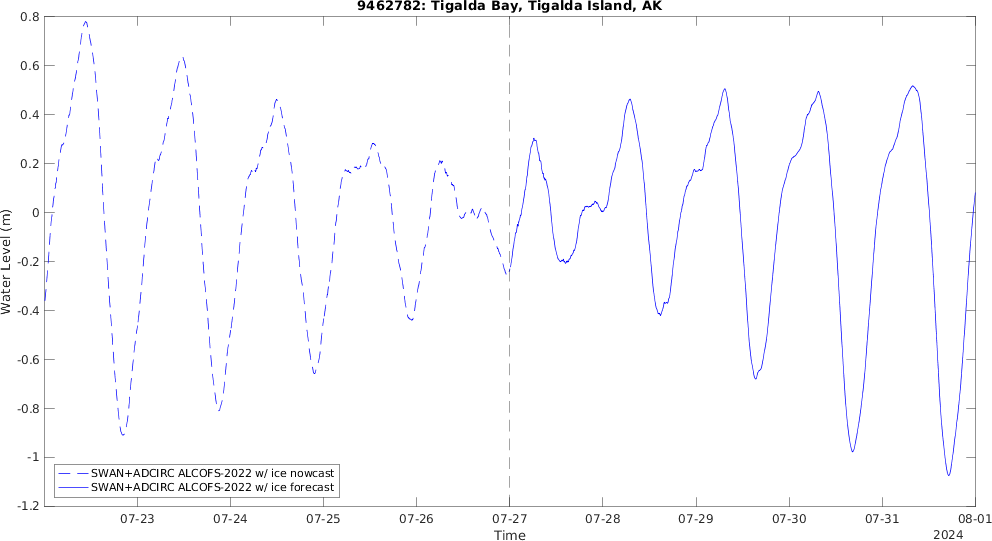 9462782: Tigalda Bay, Tigalda Island, AK
0.8
0.6
0.4
0.2
0
-0.2
-0.4
-0.6
-0.8
-1
-1.2
Water Level (m)
SWAN+ADCIRC ALCOFS-2022 w/ ice nowcast
SWAN+ADCIRC ALCOFS-2022 w/ ice forecast
07-23 07-24 07-25 07-26 07-27 07-28 07-29 07-30 07-31 08-01
Time
2024